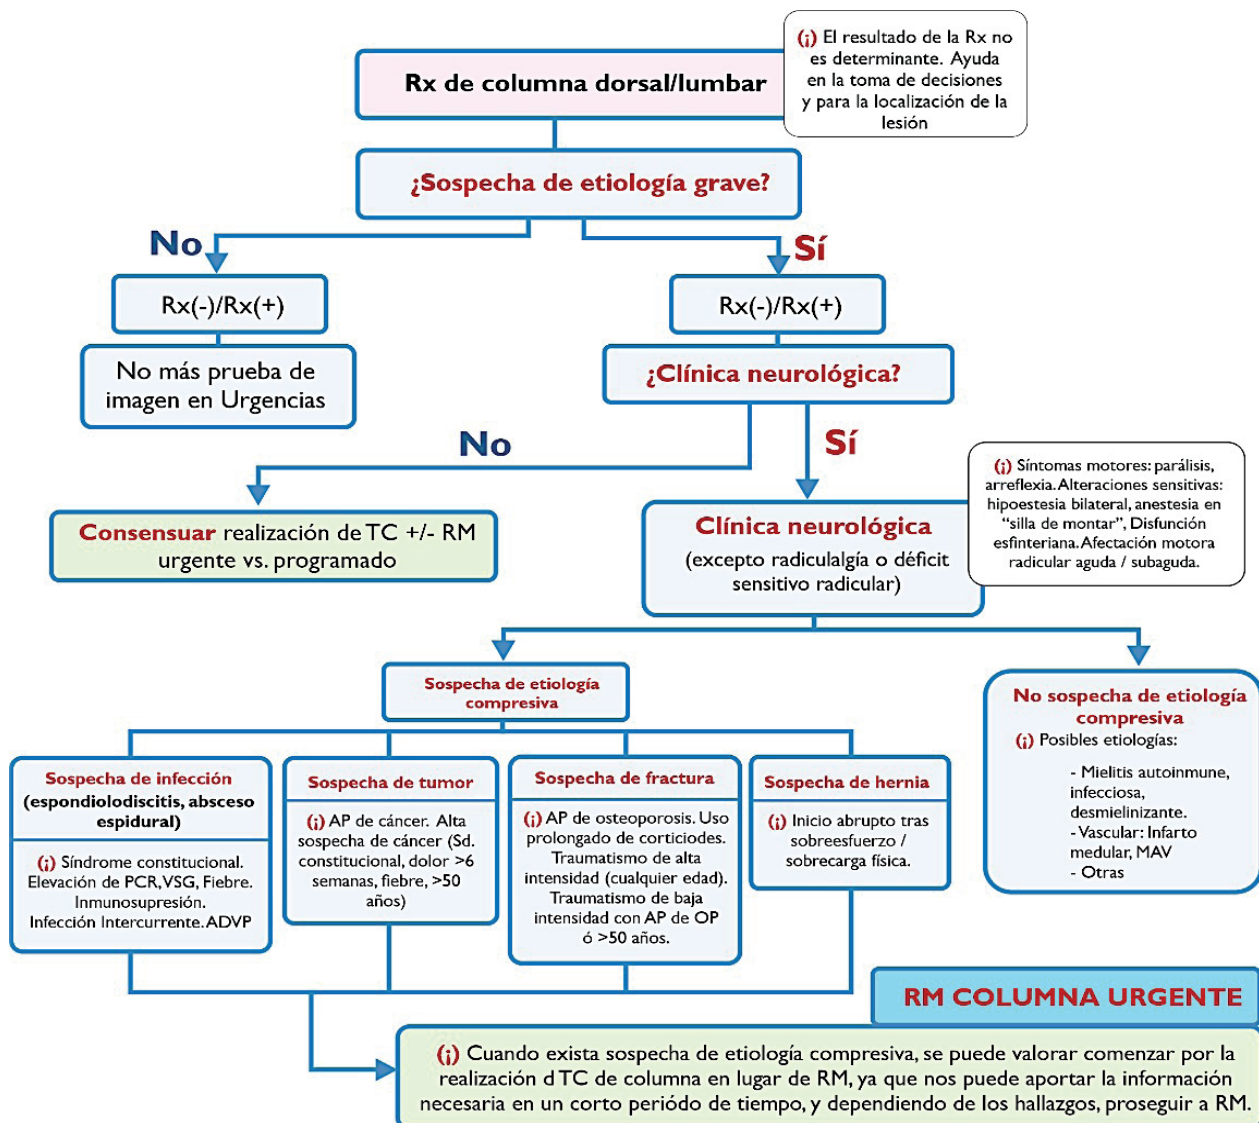 Rx de columna dorsal/lumbar
(¡) El resultado de la Rx no
es determinante. Ayuda
en la toma de decisiones
y para la localización de la
lesión
¿Sospecha de etiología grave?
No
Sí
Rx(-)/Rx(+)
Rx(-)/Rx(+)
No más prueba de
imagen en Urgencias
¿Clínica neurológica?
No
Sí
Consensuar realización de TC +/- RM
urgente vs. programado
Clínica neurológica
(excepto radiculalgía o déficit
sensitivo radicular)
(¡) Síntomas motores: parálisis,
arreflexia. Alteraciones sensitivas:
hipoestesia bilateral, anestesia en
“silla de montar”, Disfunción
esfinteriana. Afectación motora
radicular aguda / subaguda.
Sospecha de etiología
compresiva
No sospecha de etiología
compresiva
(¡) Posibles etiologías:
- Mielitis autoinmune,
infecciosa,
desmielinizante.
- Vascular: Infarto
medular, MAV
- Otras
Sospecha de infección
(espondiolodiscitis, absceso
espidural)
(¡) Síndrome constitucional.
Elevación de PCR, VSG, Fiebre.
Inmunosupresión.
Infección Intercurrente. ADVP
Sospecha de tumor
(¡) AP de cáncer. Alta
sospecha de cáncer (Sd.
constitucional, dolor >6
semanas, fiebre, >50
años)
Sospecha de fractura
(¡) AP de osteoporosis. Uso
prolongado de corticiodes.
Traumatismo de alta
intensidad (cualquier edad).
Traumatismo de baja
intensidad con AP de OP
ó >50 años.
Sospecha de hernia
(¡) Inicio abrupto tras
sobreesfuerzo /
sobrecarga física.
RM COLUMNA URGENTE
(¡) Cuando exista sospecha de etiología compresiva, se puede valorar comenzar por la
realización d TC de columna en lugar de RM, ya que nos puede aportar la información
necesaria en un corto periódo de tiempo, y dependiendo de los hallazgos, proseguir a RM.